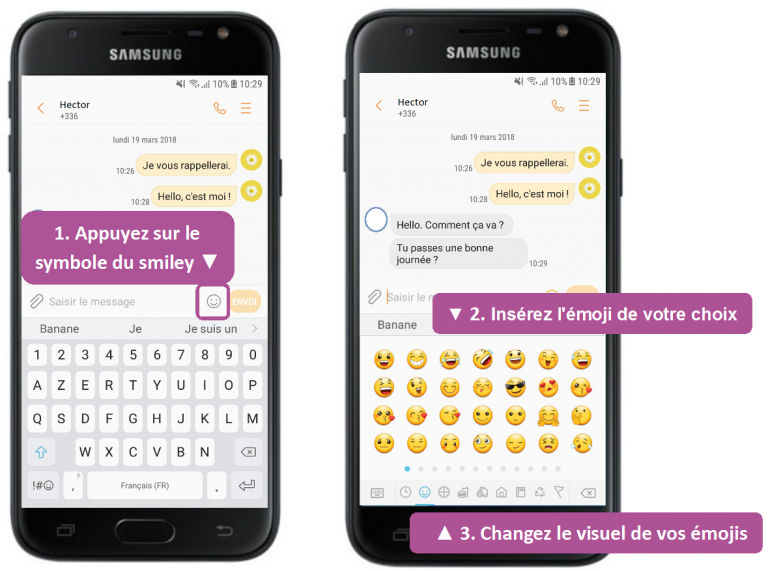 SAMSUNG
10% 10:29
Hector
+336
lundi 19 mars 2018
10:26 Je vous rappellerai.
10:28 Hello, c'est moi !
1. Appuyez sur le
symbole du smiley ▼
Saisir le message
ENVOI
Banane Je Je suis un
1 2 3 4 5 6 7 8 9 0
A Z E R T Y U I O P
Q S D F G H J K L M
W X C V B N
!#☺ , Français (FR) .
SAMSUNG
10% 10:29
Hector
+336
lundi 19 mars 2018
10:26 Je vous rappellerai.
10:28 Hello, c'est moi !
Hello. Comment ça va ?
Tu passes une bonne
journée ? 10:29
Saisir le
▼ 2. Insérez l'émoji de votre choix
Banane
▲ 3. Changez le visuel de vos émojis